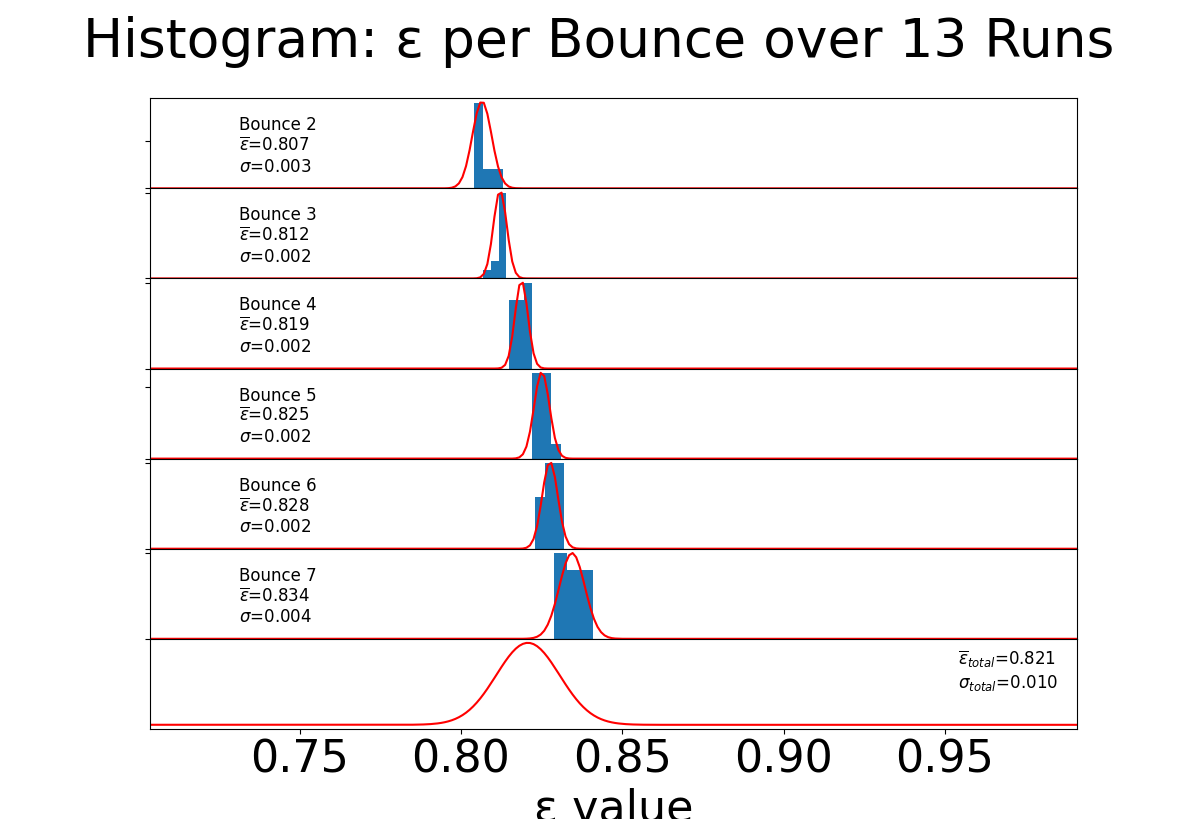 Histogram: ε per Bounce over 13 Runs
Bounce 2
ε̅=0.807
σ=0.003
Bounce 3
ε̅=0.812
σ=0.002
Bounce 4
ε̅=0.819
σ=0.002
Bounce 5
ε̅=0.825
σ=0.002
Bounce 6
ε̅=0.828
σ=0.002
Bounce 7
ε̅=0.834
σ=0.004
ε̅total=0.821
σtotal=0.010
0.75 0.80 0.85 0.90 0.95
ε value